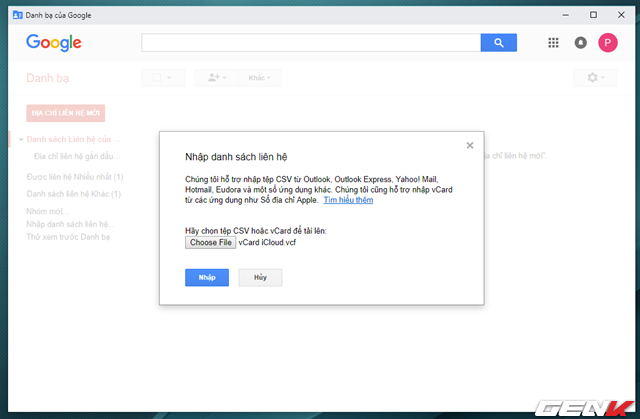 Danh bạ của Google
Google
P
Danh bạ
Khác
ĐỊA CHỈ LIÊN HỆ MỚI
Danh sách Liên hệ của ...
Địa chỉ liên hệ gần đầu...
Được liên hệ Nhiều nhất (1)
Danh sách liên hệ Khác (1)
Nhóm mới...
Nhập danh sách liên hệ...
Thử xem trước Danh bạ
địa chỉ liên hệ mới".
Nhập danh sách liên hệ
Chúng tôi hỗ trợ nhập tệp CSV từ Outlook, Outlook Express, Yahoo! Mail,
Hotmail, Eudora và một số ứng dụng khác. Chúng tôi cũng hỗ trợ nhập vCard
từ các ứng dụng như Sổ địa chỉ Apple. Tìm hiểu thêm
Hãy chọn tệp CSV hoặc vCard để tải lên:
Choose File vCard iCloud.vcf
Nhập
Hủy
GENK